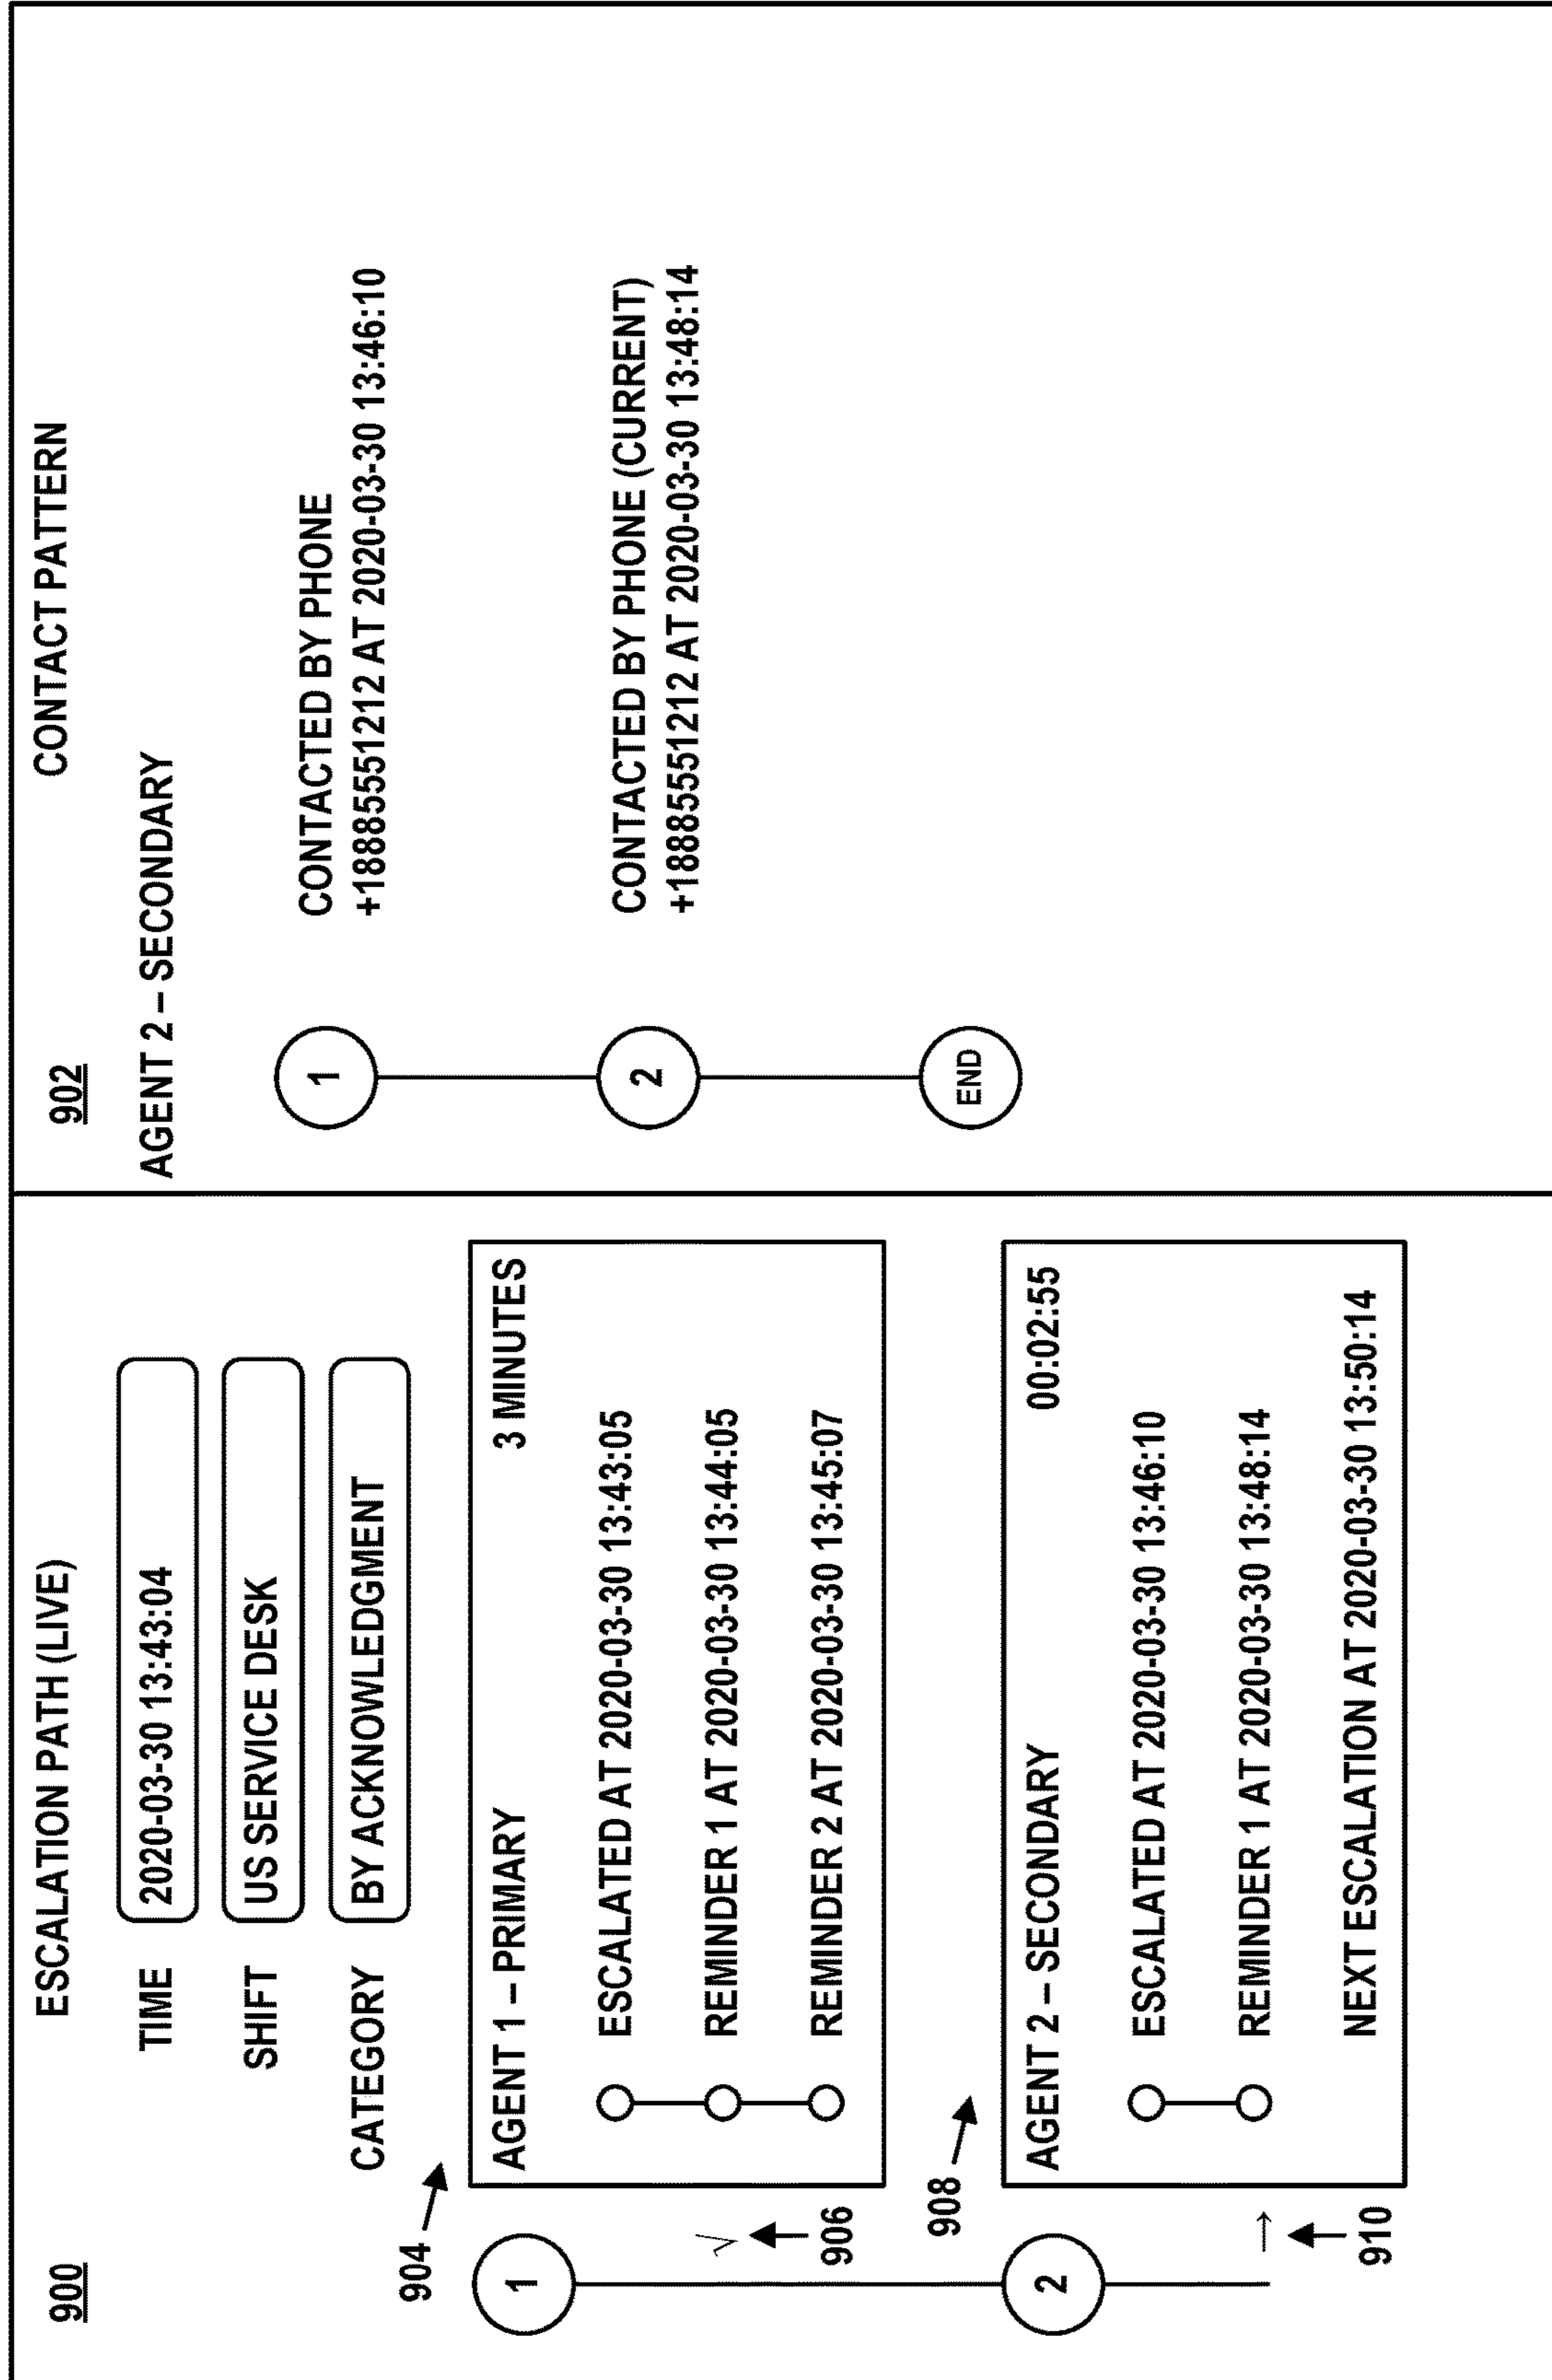 900
ESCALATION PATH (LIVE)
TIME 2020-03-30 13:43:04
SHIFT US SERVICE DESK
CATEGORY BY ACKNOWLEDGMENT
904
1
AGENT 1 – PRIMARY 3 MINUTES
ESCALATED AT 2020-03-30 13:43:05
REMINDER 1 AT 2020-03-30 13:44:05
REMINDER 2 AT 2020-03-30 13:45:07
√
906
908
2
AGENT 2 – SECONDARY 00:02:55
ESCALATED AT 2020-03-30 13:46:10
REMINDER 1 AT 2020-03-30 13:48:14
NEXT ESCALATION AT 2020-03-30 13:50:14
→
910
902
CONTACT PATTERN
AGENT 2 – SECONDARY
1
CONTACTED BY PHONE
+18885551212 AT 2020-03-30 13:46:10
2
CONTACTED BY PHONE (CURRENT)
+18885551212 AT 2020-03-30 13:48:14
END